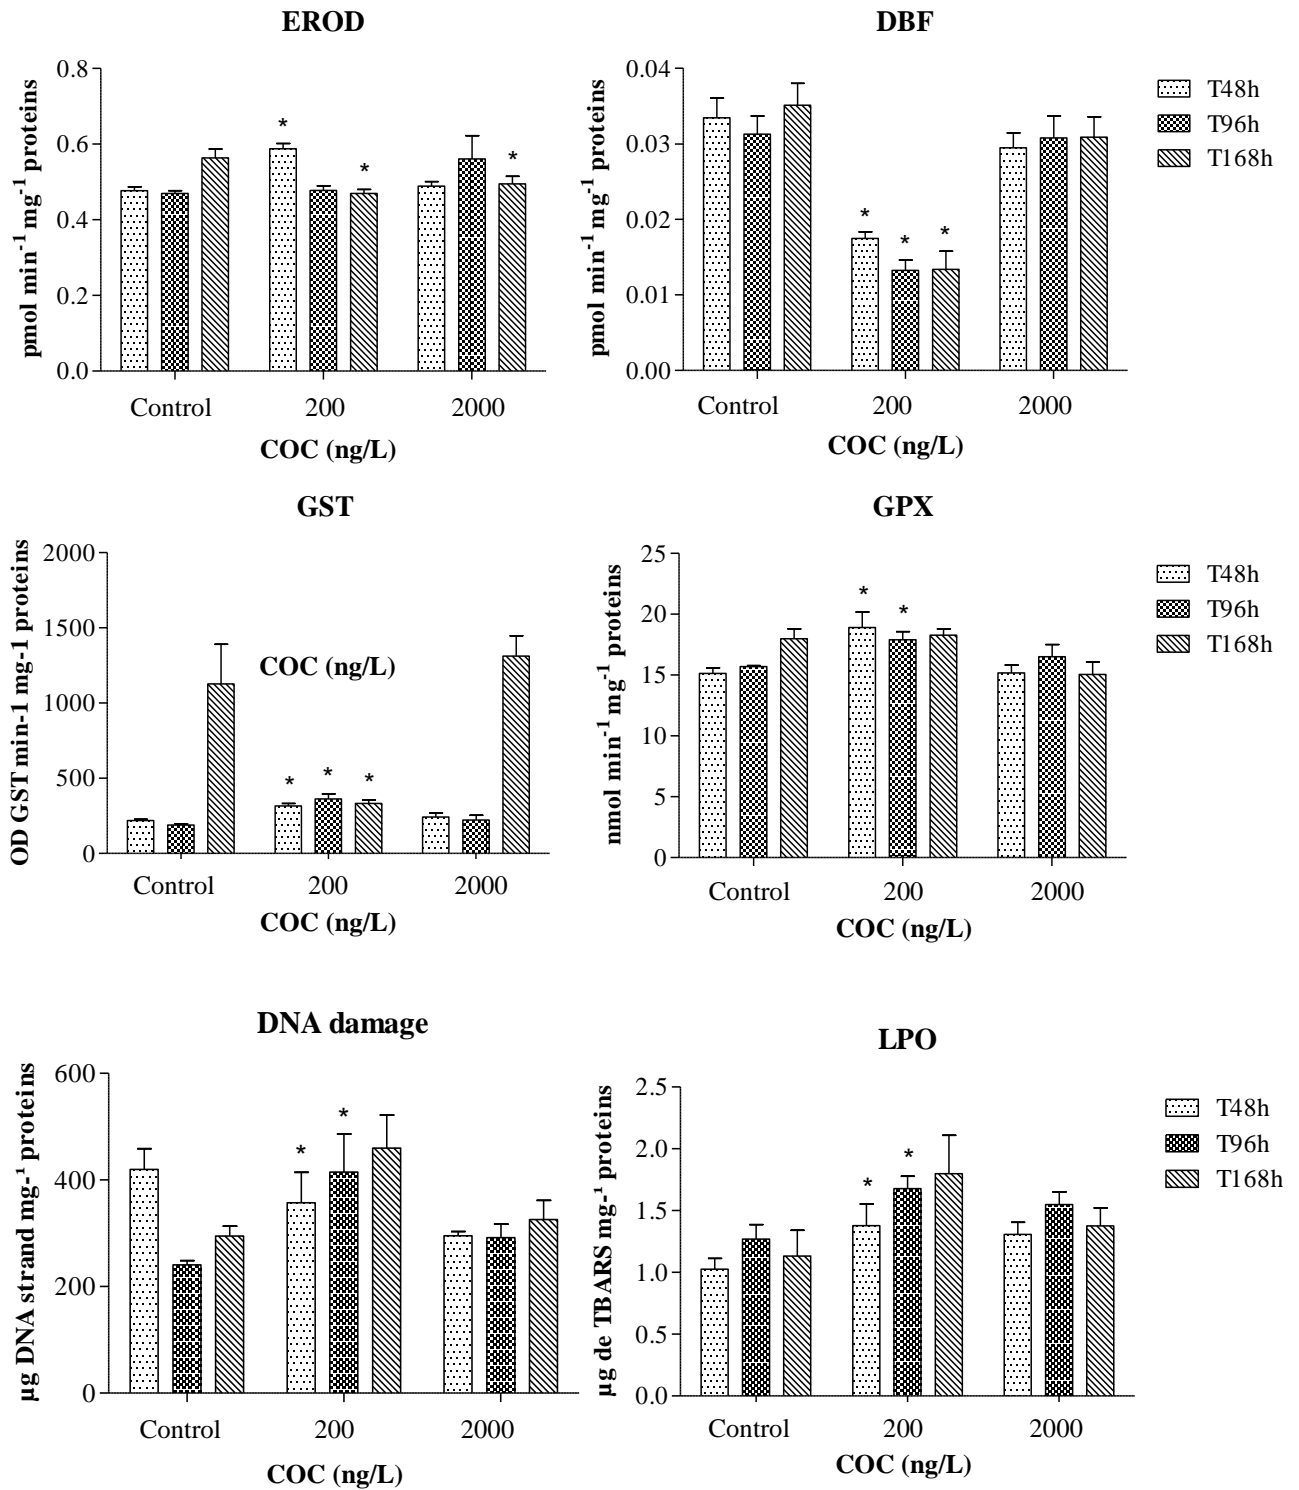 EROD
pmol min-1 mg-1 proteins
0.8
0.6
0.4
0.2
0.0
*
*
*
Control 200 2000
COC (ng/L)
DBF
pmol min-1 mg-1 proteins
0.04
0.03
0.02
0.01
0.00
*
*
*
Control 200 2000
COC (ng/L)
T48h
T96h
T168h
GST
OD GST min-1 mg-1 proteins
2000
1500
1000
500
0
COC (ng/L)
*
*
*
Control 200 2000
COC (ng/L)
GPX
nmol min-1 mg-1 proteins
25
20
15
10
5
0
*
*
Control 200 2000
COC (ng/L)
T48h
T96h
T168h
DNA damage
µg DNA strand mg-¹ proteins
600
400
200
0
*
*
Control 200 2000
COC (ng/L)
LPO
µg de TBARS mg-¹ proteins
2.5
2.0
1.5
1.0
0.5
0.0
*
*
Control 200 2000
COC (ng/L)
T48h
T96h
T168h